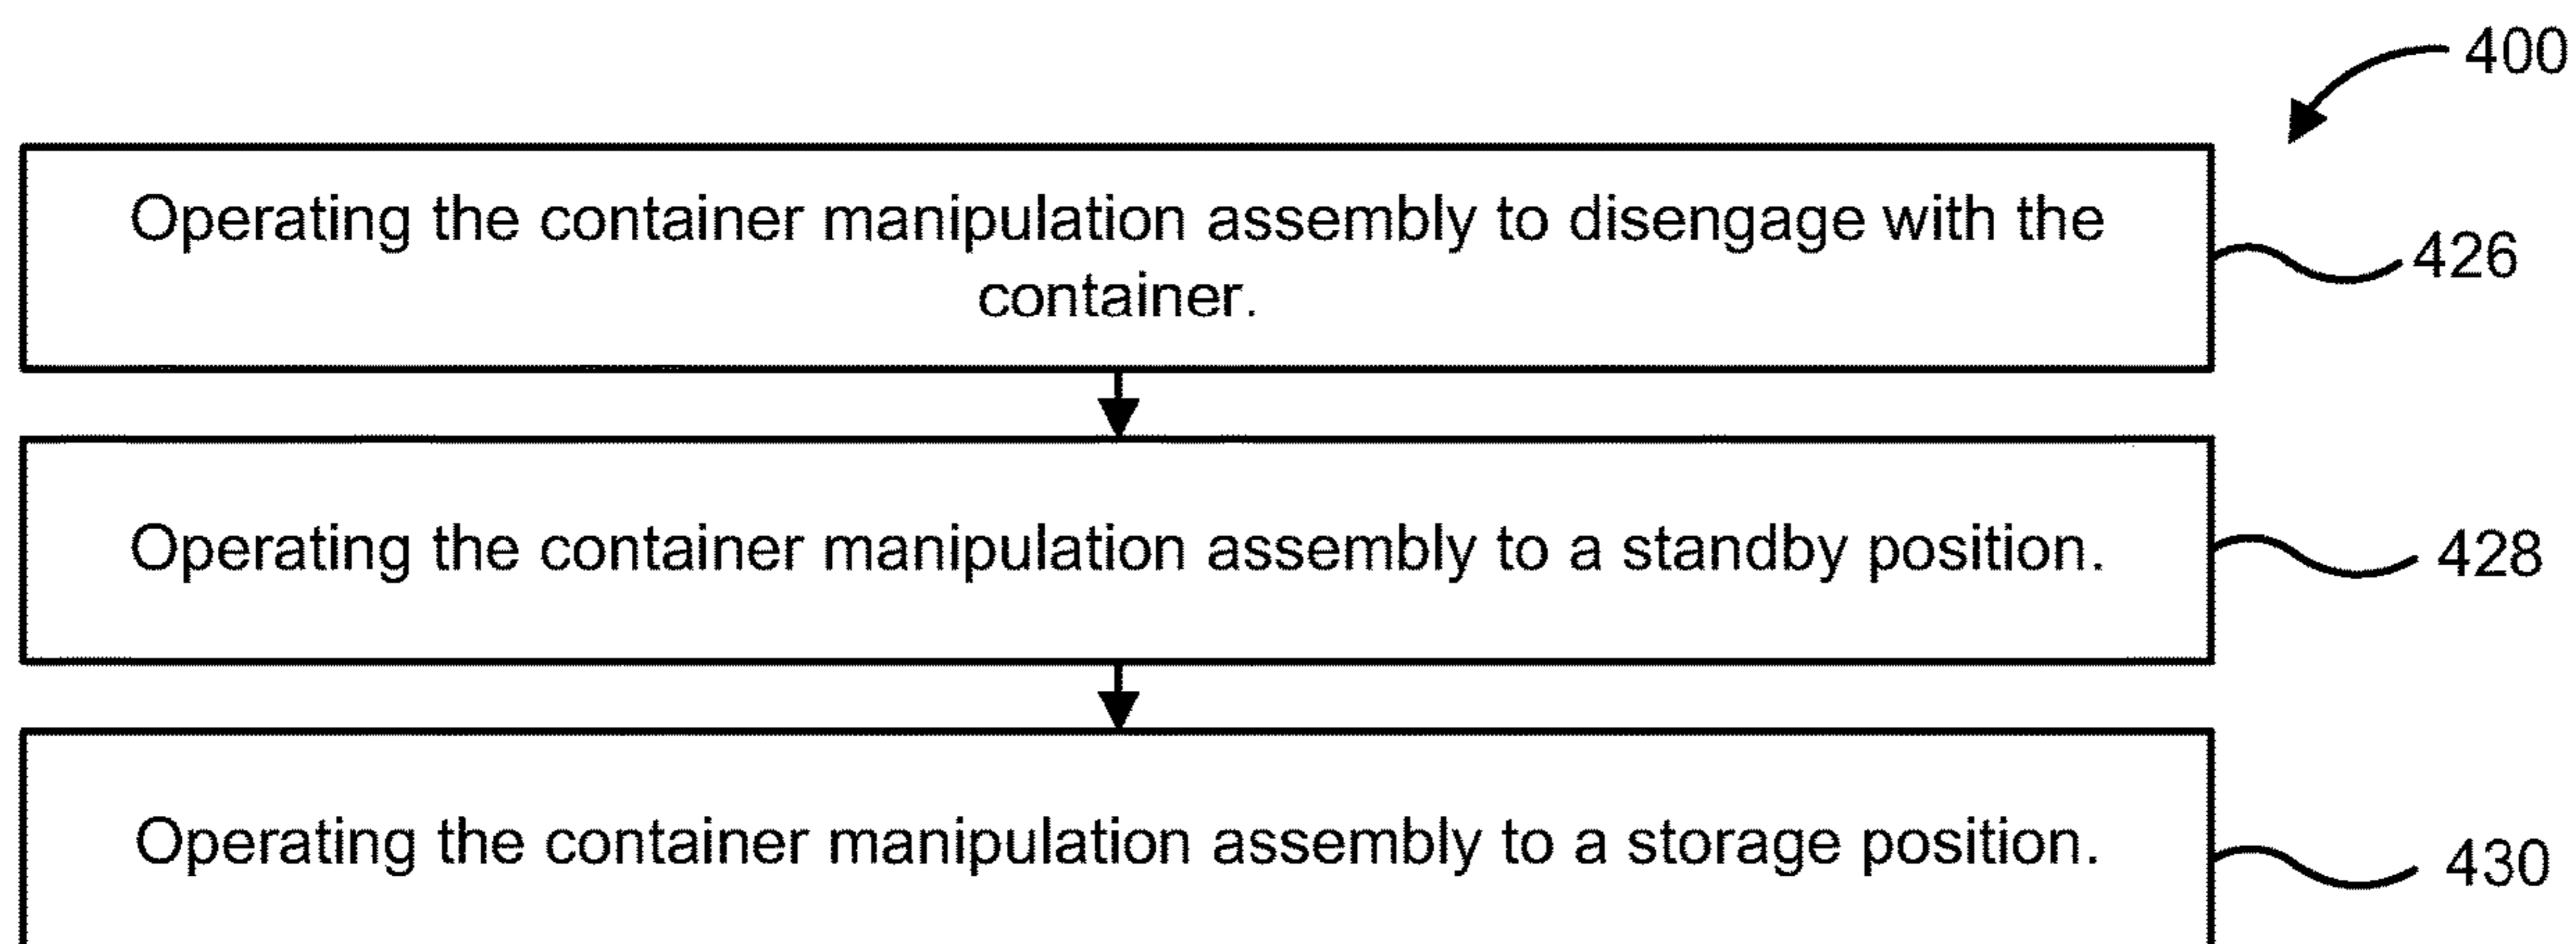 400
Operating the container manipulation assembly to disengage with the
container.
426
Operating the container manipulation assembly to a standby position.
428
Operating the container manipulation assembly to a storage position.
430